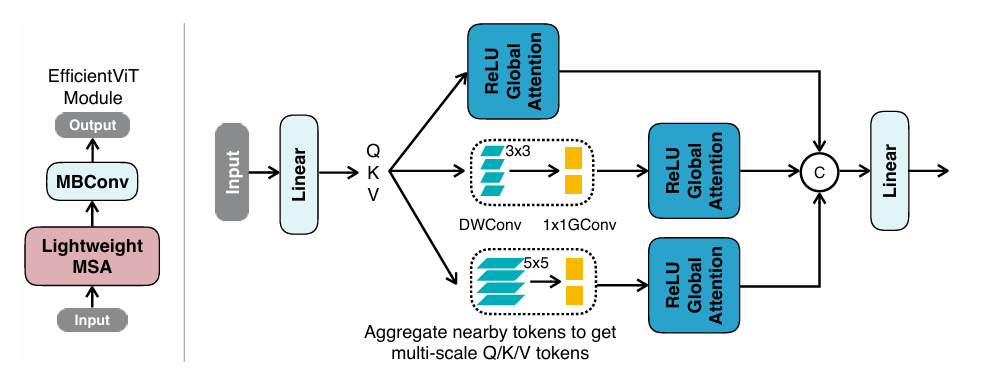 EfficientViT
Module
Output
MBConv
Lightweight
MSA
Input
Input
Linear
Q
K
V
ReLU
Global
Attention
3x3
DWConv
1x1GConv
ReLU
Global
Attention
5x5
ReLU
Global
Attention
Aggregate nearby tokens to get
multi-scale Q/K/V tokens
C
Linear